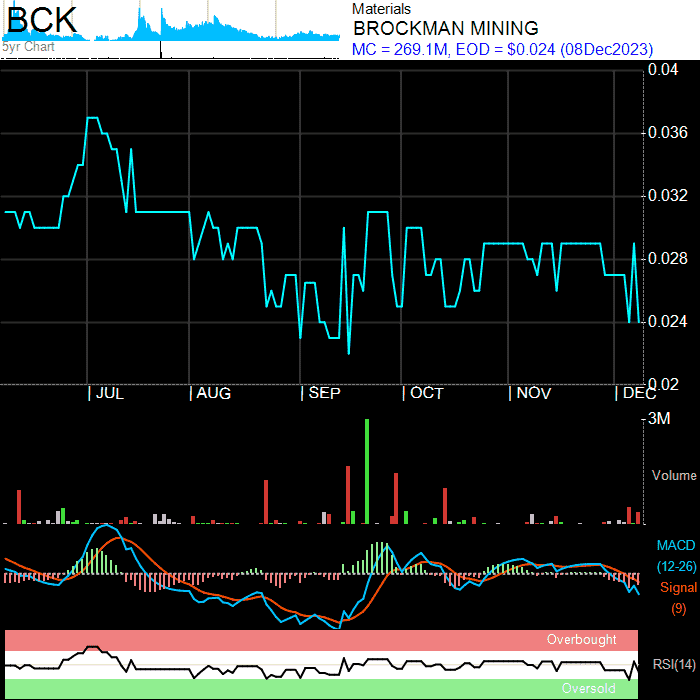 BCK
5yr Chart
Materials
BROCKMAN MINING
MC = 269.1M, EOD = $0.024 (08Dec2023)
0.04
0.036
0.032
0.028
0.024
0.02
JUL AUG SEP OCT NOV DEC
3M
Volume
MACD
(12-26)
Signal
(9)
Overbought
RSI(14)
Oversold